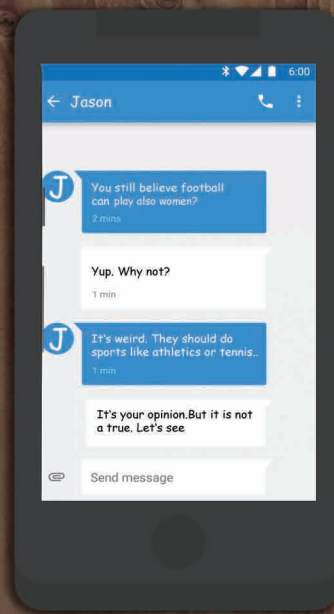 6:00
← Jason
J
You still believe football
can play also women?
2 mins
Yup. Why not?
1 min
J
It's weird. They should do
sports like athletics or tennis..
1 min
It's your opinion.But it is not
a true. Let's see
Send message